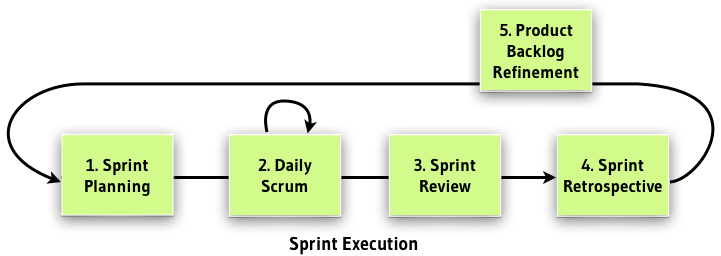 5. Product
Backlog
Refinement
1. Sprint
Planning
2. Daily
Scrum
3. Sprint
Review
4. Sprint
Retrospective
Sprint Execution